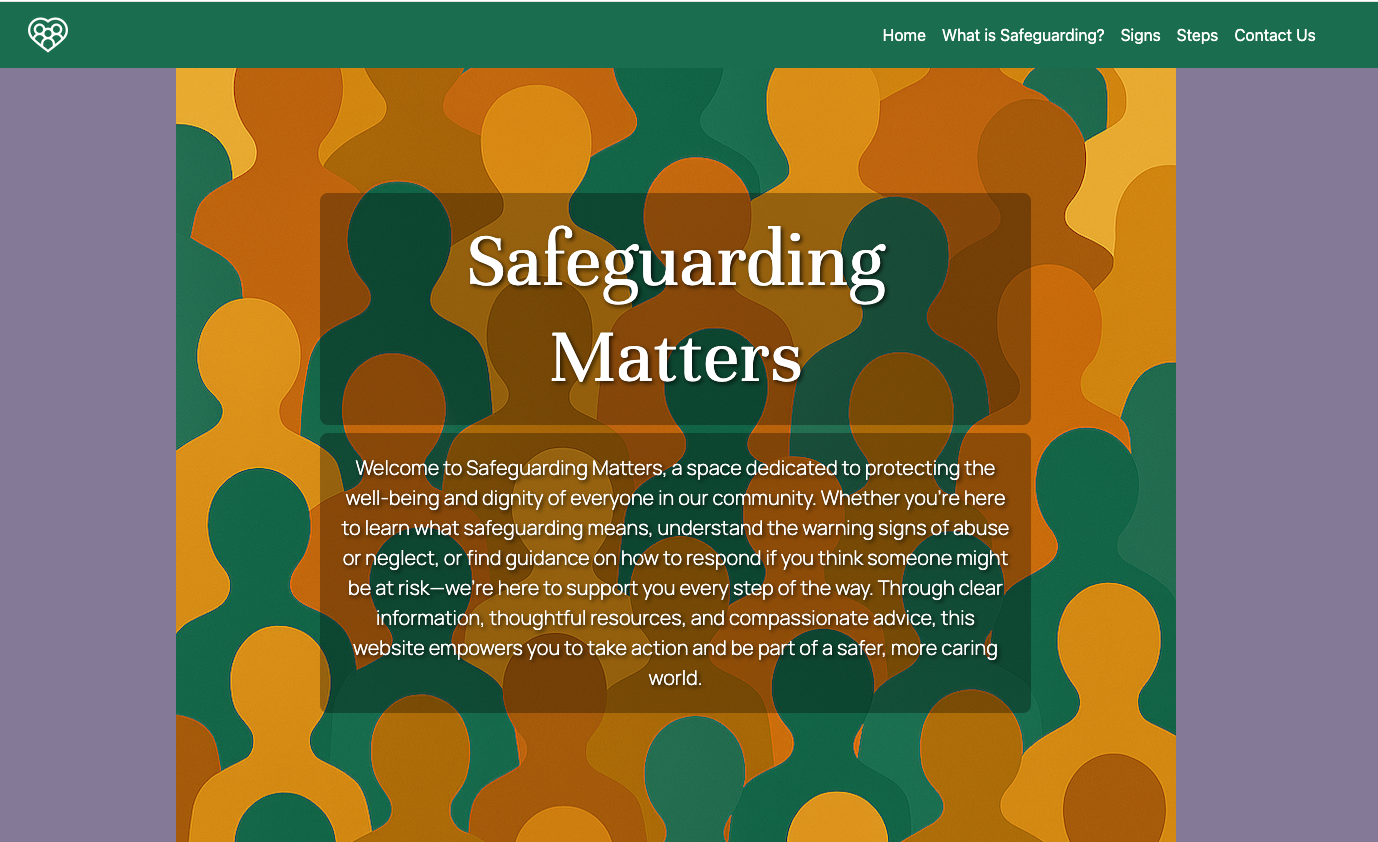 Home What is Safeguarding? Signs Steps Contact Us
Safeguarding
Matters
Welcome to Safeguarding Matters, a space dedicated to protecting the
well-being and dignity of everyone in our community. Whether you're here
to learn what safeguarding means, understand the warning signs of abuse
or neglect, or find guidance on how to respond if you think someone might
be at risk—we're here to support you every step of the way. Through clear
information, thoughtful resources, and compassionate advice, this
website empowers you to take action and be part of a safer, more caring
world.